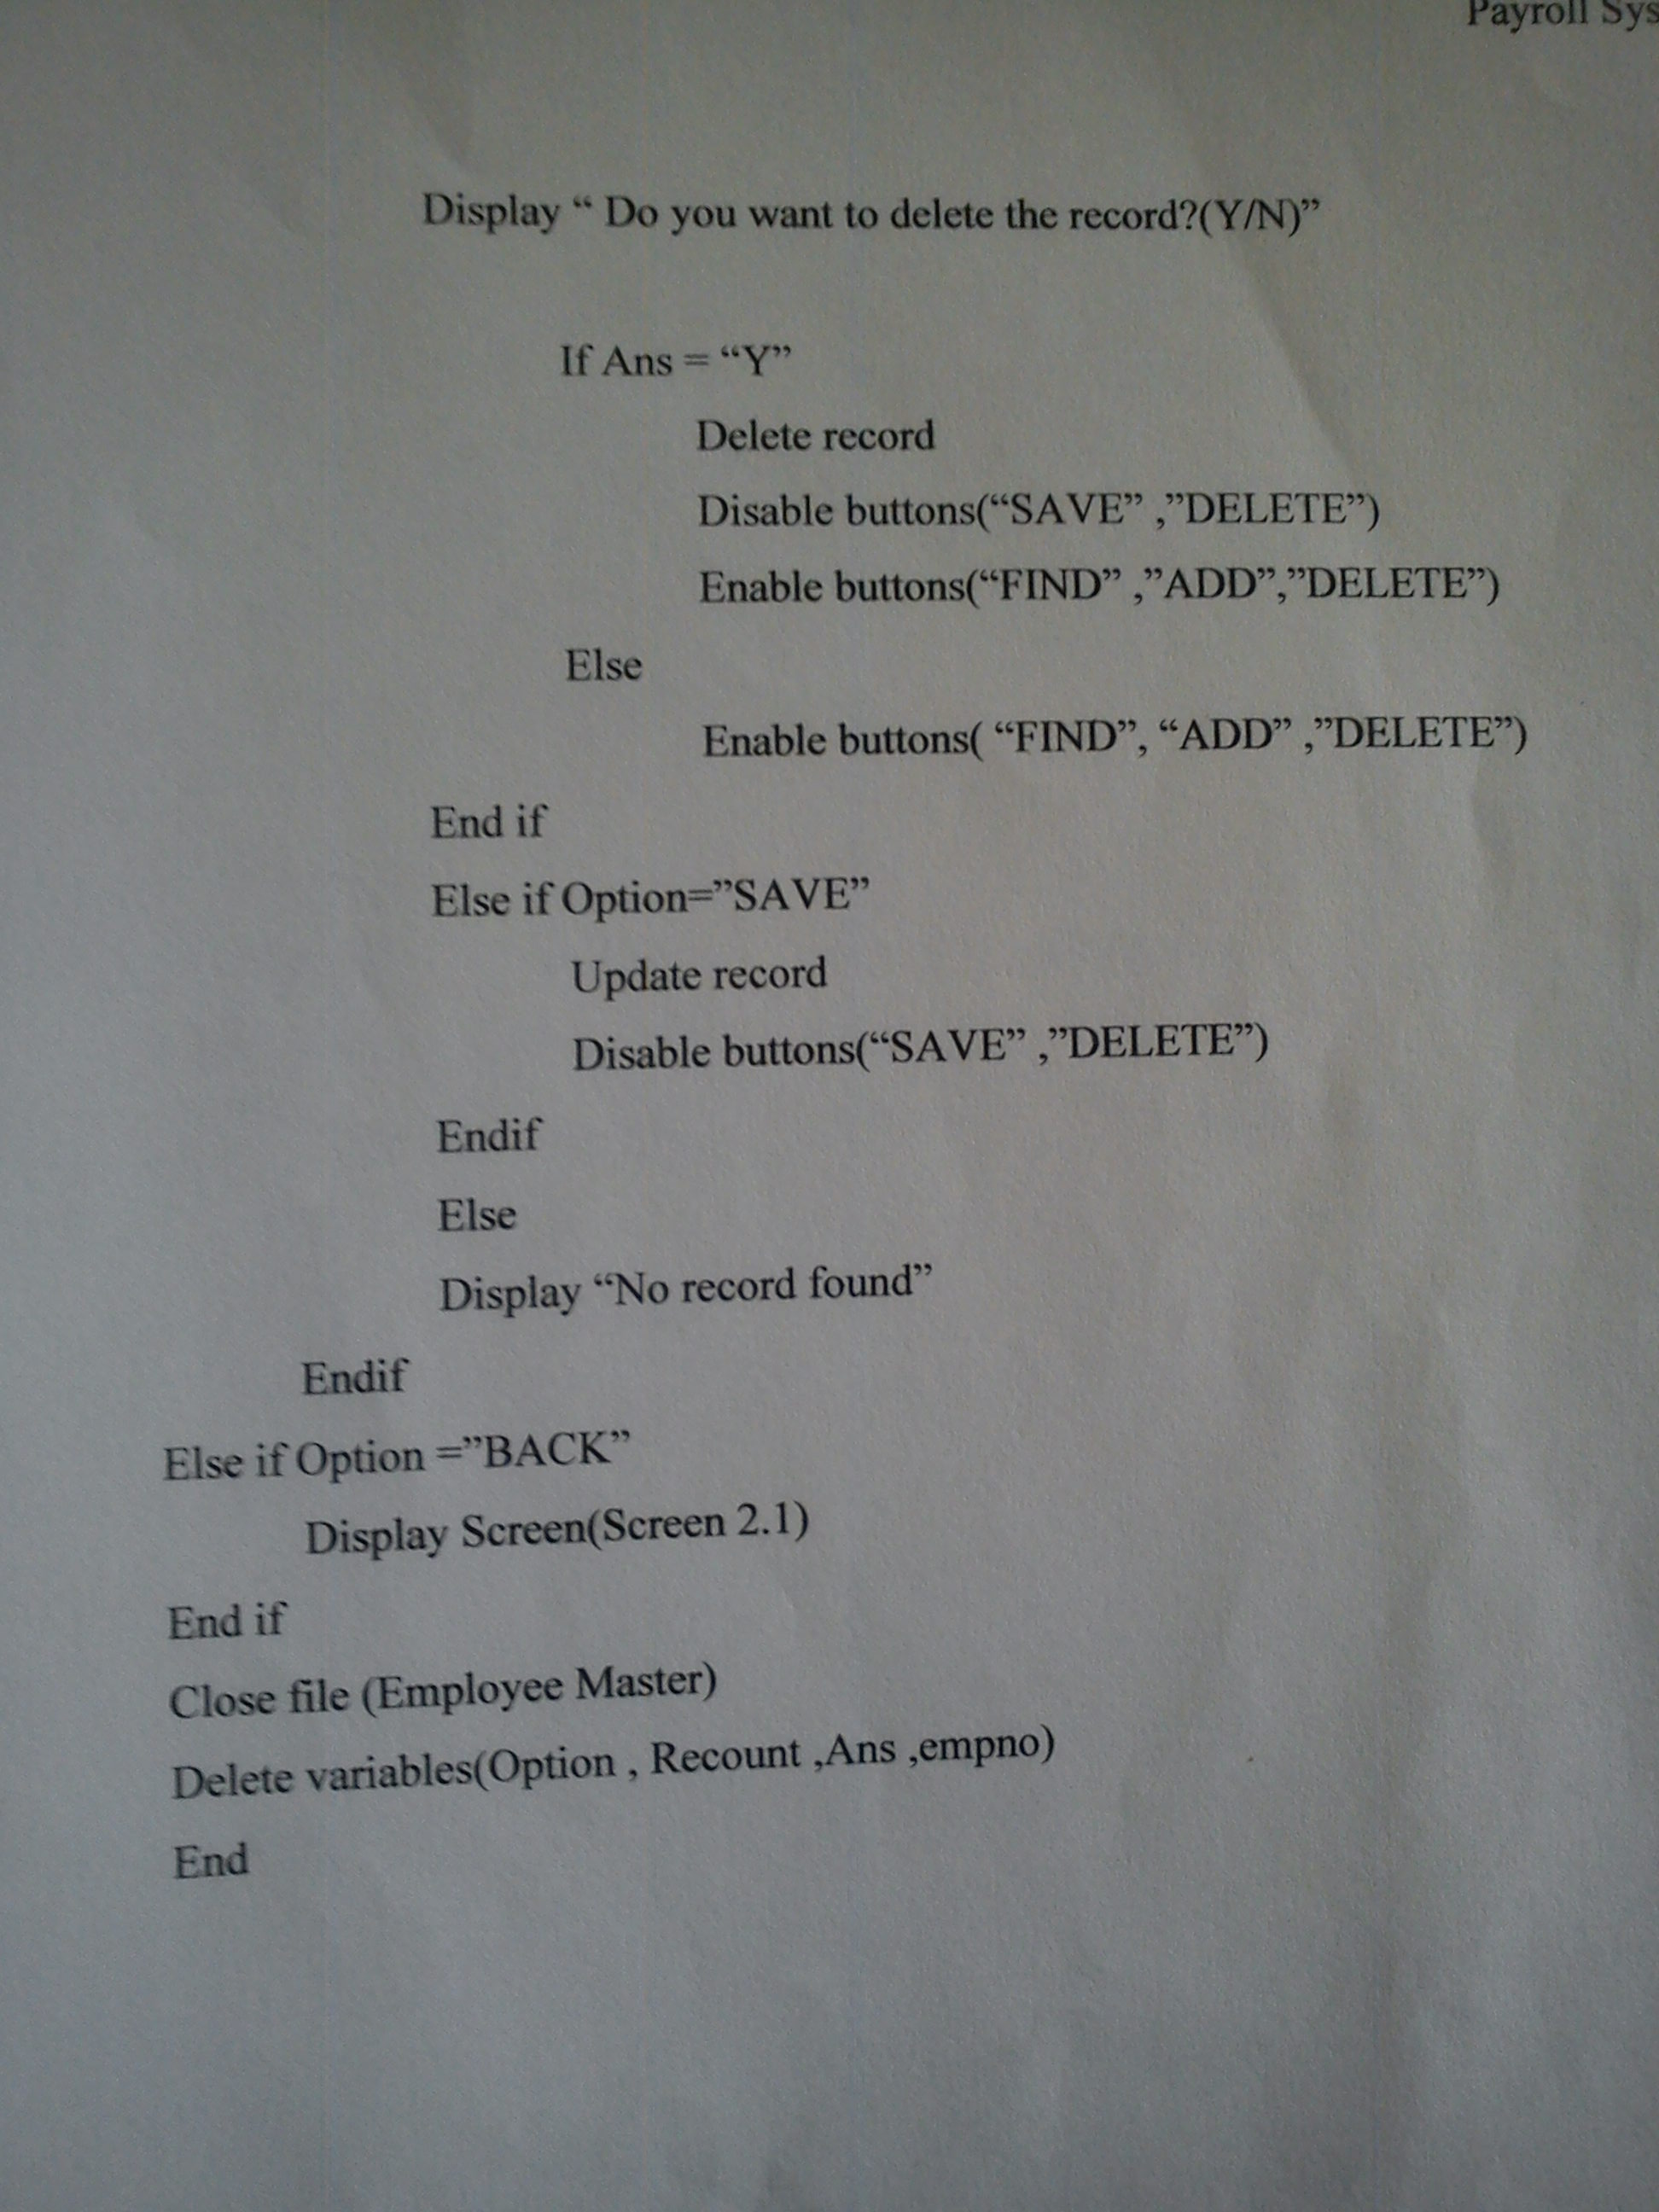 Payroll Sys
Display “ Do you want to delete the record?(Y/N)”
If Ans = “Y”
Delete record
Disable buttons(“SAVE” ,”DELETE”)
Enable buttons(“FIND” ,”ADD”,”DELETE”)
Else
Enable buttons( “FIND”, “ADD” ,”DELETE”)
End if
Else if Option=”SAVE”
Update record
Disable buttons(“SAVE” ,”DELETE”)
Endif
Else
Display “No record found”
Endif
Else if Option =”BACK”
Display Screen(Screen 2.1)
End if
Close file (Employee Master)
Delete variables(Option , Recount ,Ans ,empno)
End